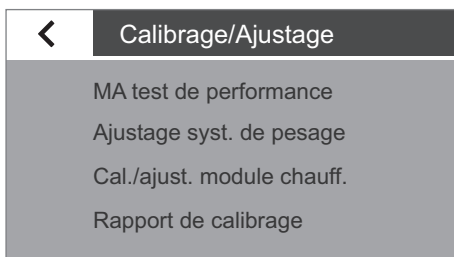 Calibrage/Ajustage
MA test de performance
Ajustage syst. de pesage
Cal./ajust. module chauff.
Rapport de calibrage